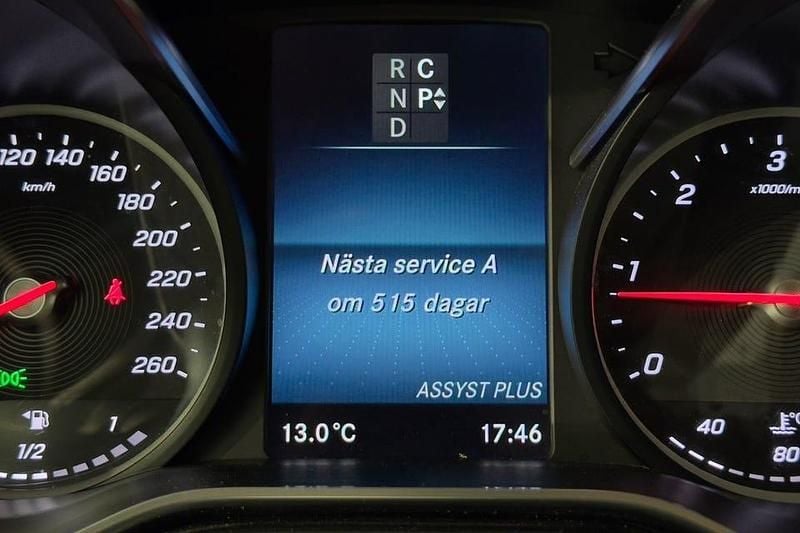 120 140 160 180 200 220 240 260
km/h
1/2 1
R C
N P
D
Nästa service A
om 515 dagar
ASSYST PLUS
13.0°C 17:46
0 1 2 3
x1000/m
40 80
°C